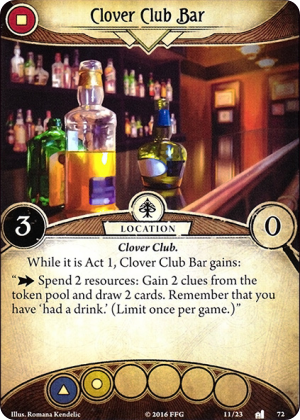 Clover Club Bar
3
LOCATION
0
Clover Club.
While it is Act 1, Clover Club Bar gains:
“ Spend 2 resources: Gain 2 clues from the
token pool and draw 2 cards. Remember that you
have ‘had a drink.’ (Limit once per game.)”
Illus. Romana Kendelic
© 2016 FFG
11/23
72